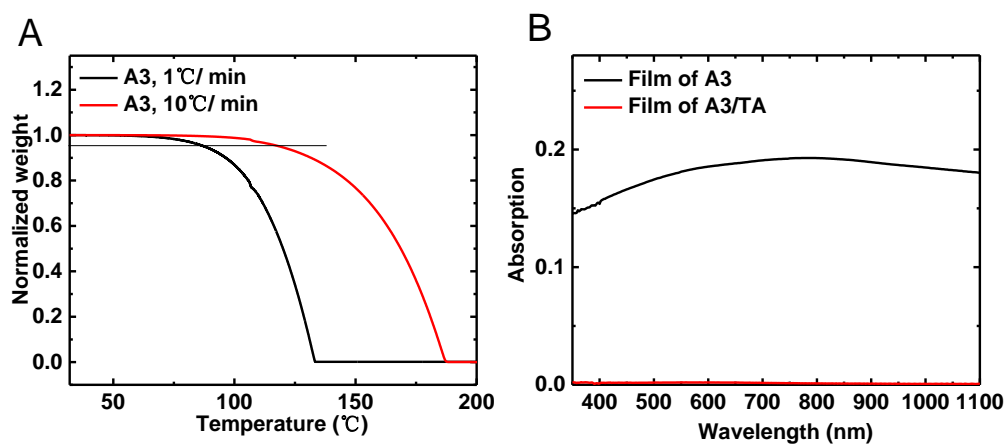 A
A3, 1℃/ min
A3, 10℃/ min
Normalized weight
1.2
1.0
0.8
0.6
0.4
0.2
0.0
50 100 150 200
Temperature (℃)
B
Film of A3
Film of A3/TA
Absorption
0.2
0.1
0.0
400 500 600 700 800 900 1000 1100
Wavelength (nm)